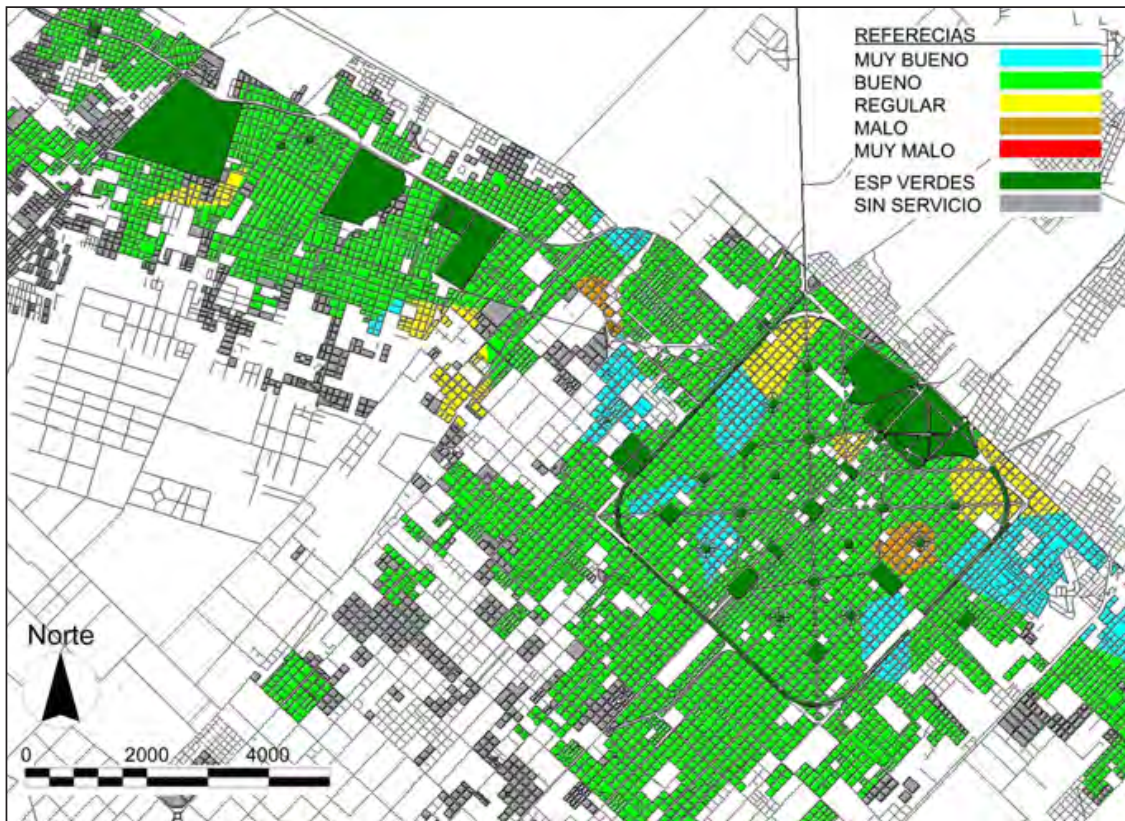 REFERECIAS
MUY BUENO
BUENO
REGULAR
MALO
MUY MALO
ESP VERDES
SIN SERVICIO
Norte
0 2000 4000